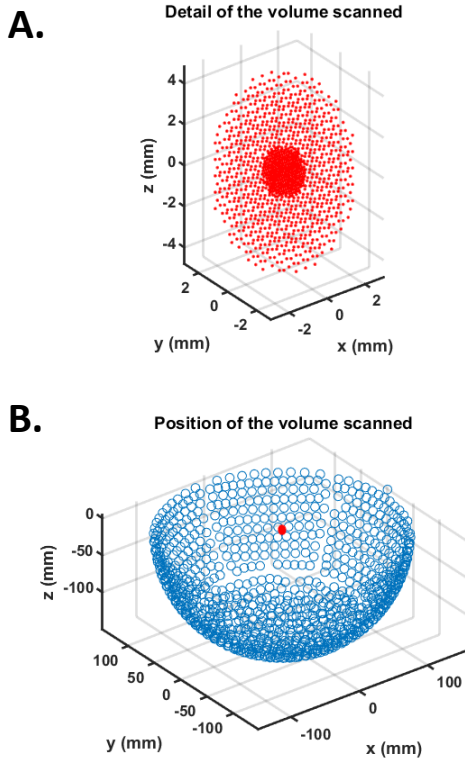 A.
Detail of the volume scanned
4
2
0
-2
-4
z (mm)
2
0
-2
y (mm)
-2
0
2
x (mm)
B.
Position of the volume scanned
0
-50
-100
z (mm)
100
50
0
-50
-100
y (mm)
-100
0
100
x (mm)